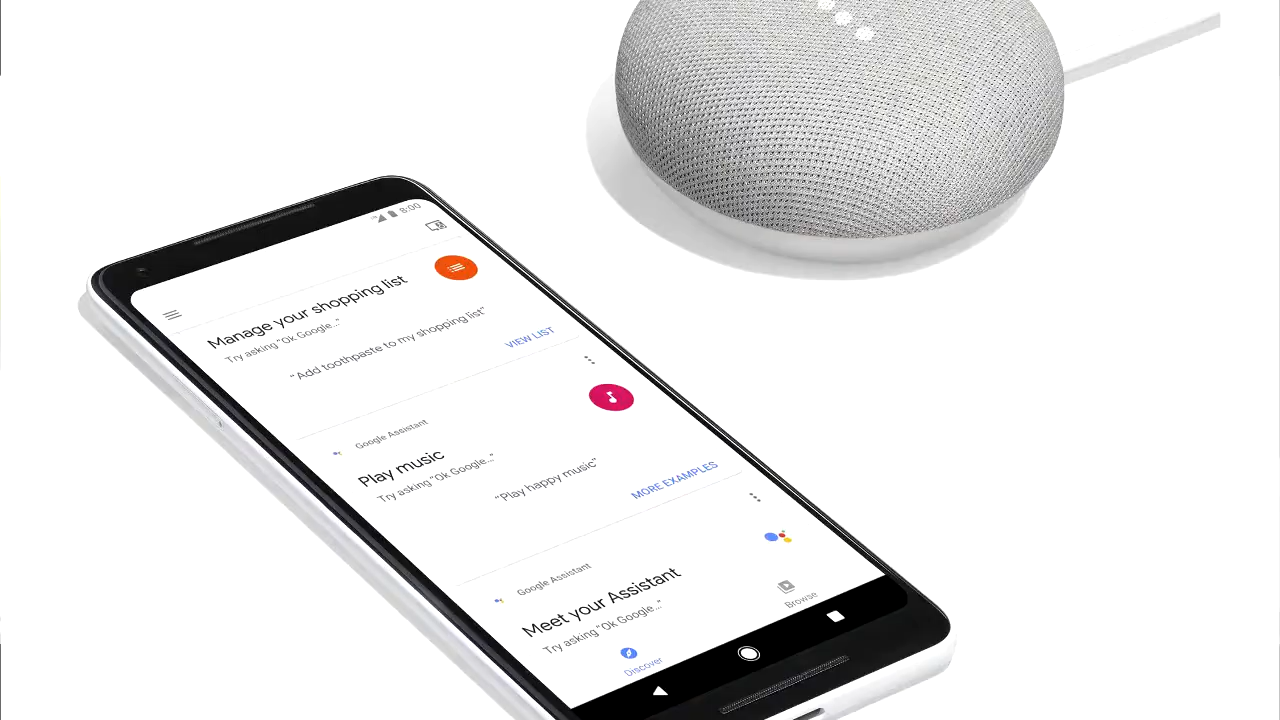 8:00
Manage your shopping list
Try asking “Ok Google...”
“Add toothpaste to my shopping list”
VIEW LIST
Google Assistant
Play music
Try asking “Ok Google...”
“Play happy music”
MORE EXAMPLES
Google Assistant
Meet your Assistant
Try asking “Ok Google...”
Discover
Browse